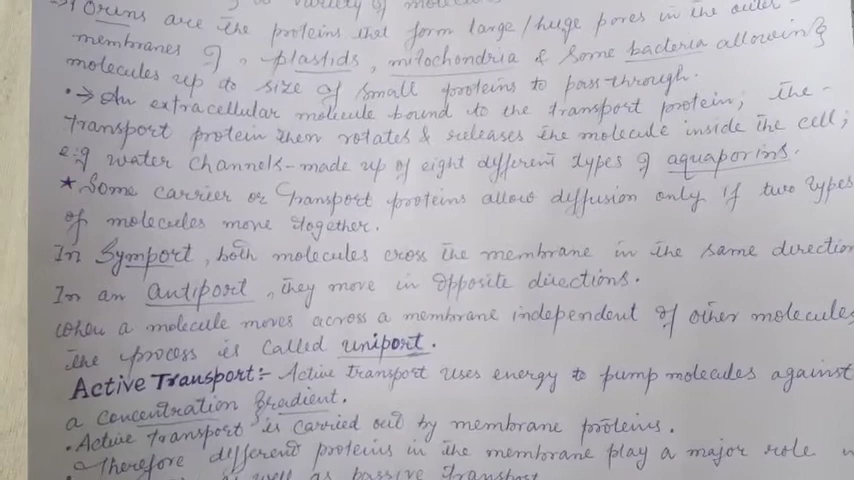 variety of molecul
→ Porins are the proteins that form large/huge pores in the outer-
membranes of plastids, mitochondria & some bacteria allowing
molecules up to size of small proteins to pass through.
• → An extracellular molecule bound to the transport protein; the-
transport protein then rotates & releases the molecule inside the cell;
e.g water channels-made up of eight different types of aquaporins.
★ Some carrier or transport proteins allow diffusion only if two types
of molecules move together.
In Symport, both molecules cross the membrane in the same direction
In an antiport, they move in opposite directions.
when a molecule moves across a membrane independent of other molecules
the process is called uniport.
Active Transport:- Active transport uses energy to pump molecules against
a concentration gradient.
• Active transport is carried out by membrane proteins.
Therefore different proteins in the membrane play a major role
as well as passive transport